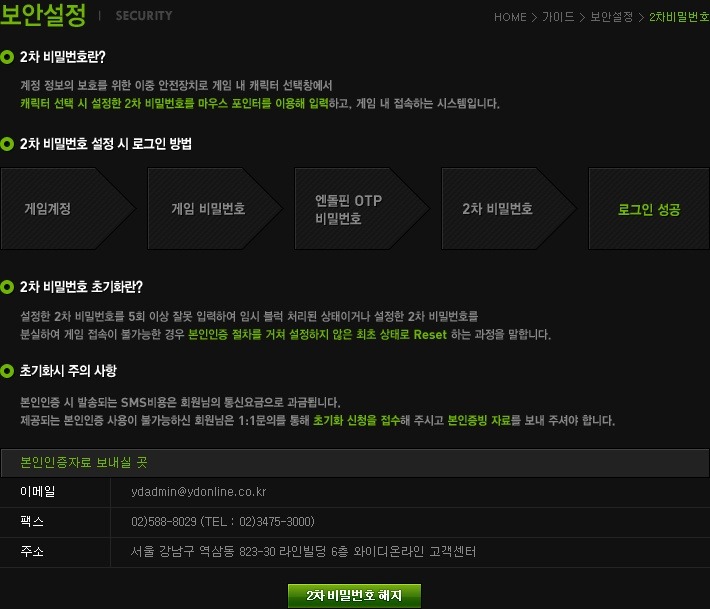 보안설정 | SECURITY
HOME > 가이드 > 보안설정 > 2차비밀번호
2차 비밀번호란?
계정 정보의 보호를 위한 이중 안전장치로 게임 내 캐릭터 선택창에서
캐릭터 선택 시 설정한 2차 비밀번호를 마우스 포인터를 이용해 입력하고, 게임 내 접속하는 시스템입니다.
2차 비밀번호 설정 시 로그인 방법
게임계정
게임 비밀번호
엔돌핀 OTP
비밀번호
2차 비밀번호
로그인 성공
2차 비밀번호 초기화란?
설정한 2차 비밀번호를 5회 이상 잘못 입력하여 임시 블럭 처리된 상태이거나 설정한 2차 비밀번호를
분실하여 게임 접속이 불가능한 경우 본인인증 절차를 거쳐 설정하지 않은 최초 상태로 Reset 하는 과정을 말합니다.
초기화시 주의 사항
본인인증 시 발송되는 SMS비용은 회원님의 통신요금으로 과금됩니다.
제공되는 본인인증 사용이 불가능하신 회원님은 1:1문의를 통해 초기화 신청을 접수해 주시고 본인증빙 자료를 보내 주셔야 합니다.
본인인증자료 보내실 곳
이메일 ydadmin@ydonline.co.kr
팩스 02)588-8029 (TEL : 02)3475-3000)
주소 서울 강남구 역삼동 823-30 라인빌딩 6층 와이디온라인 고객센터
2차 비밀번호 해지